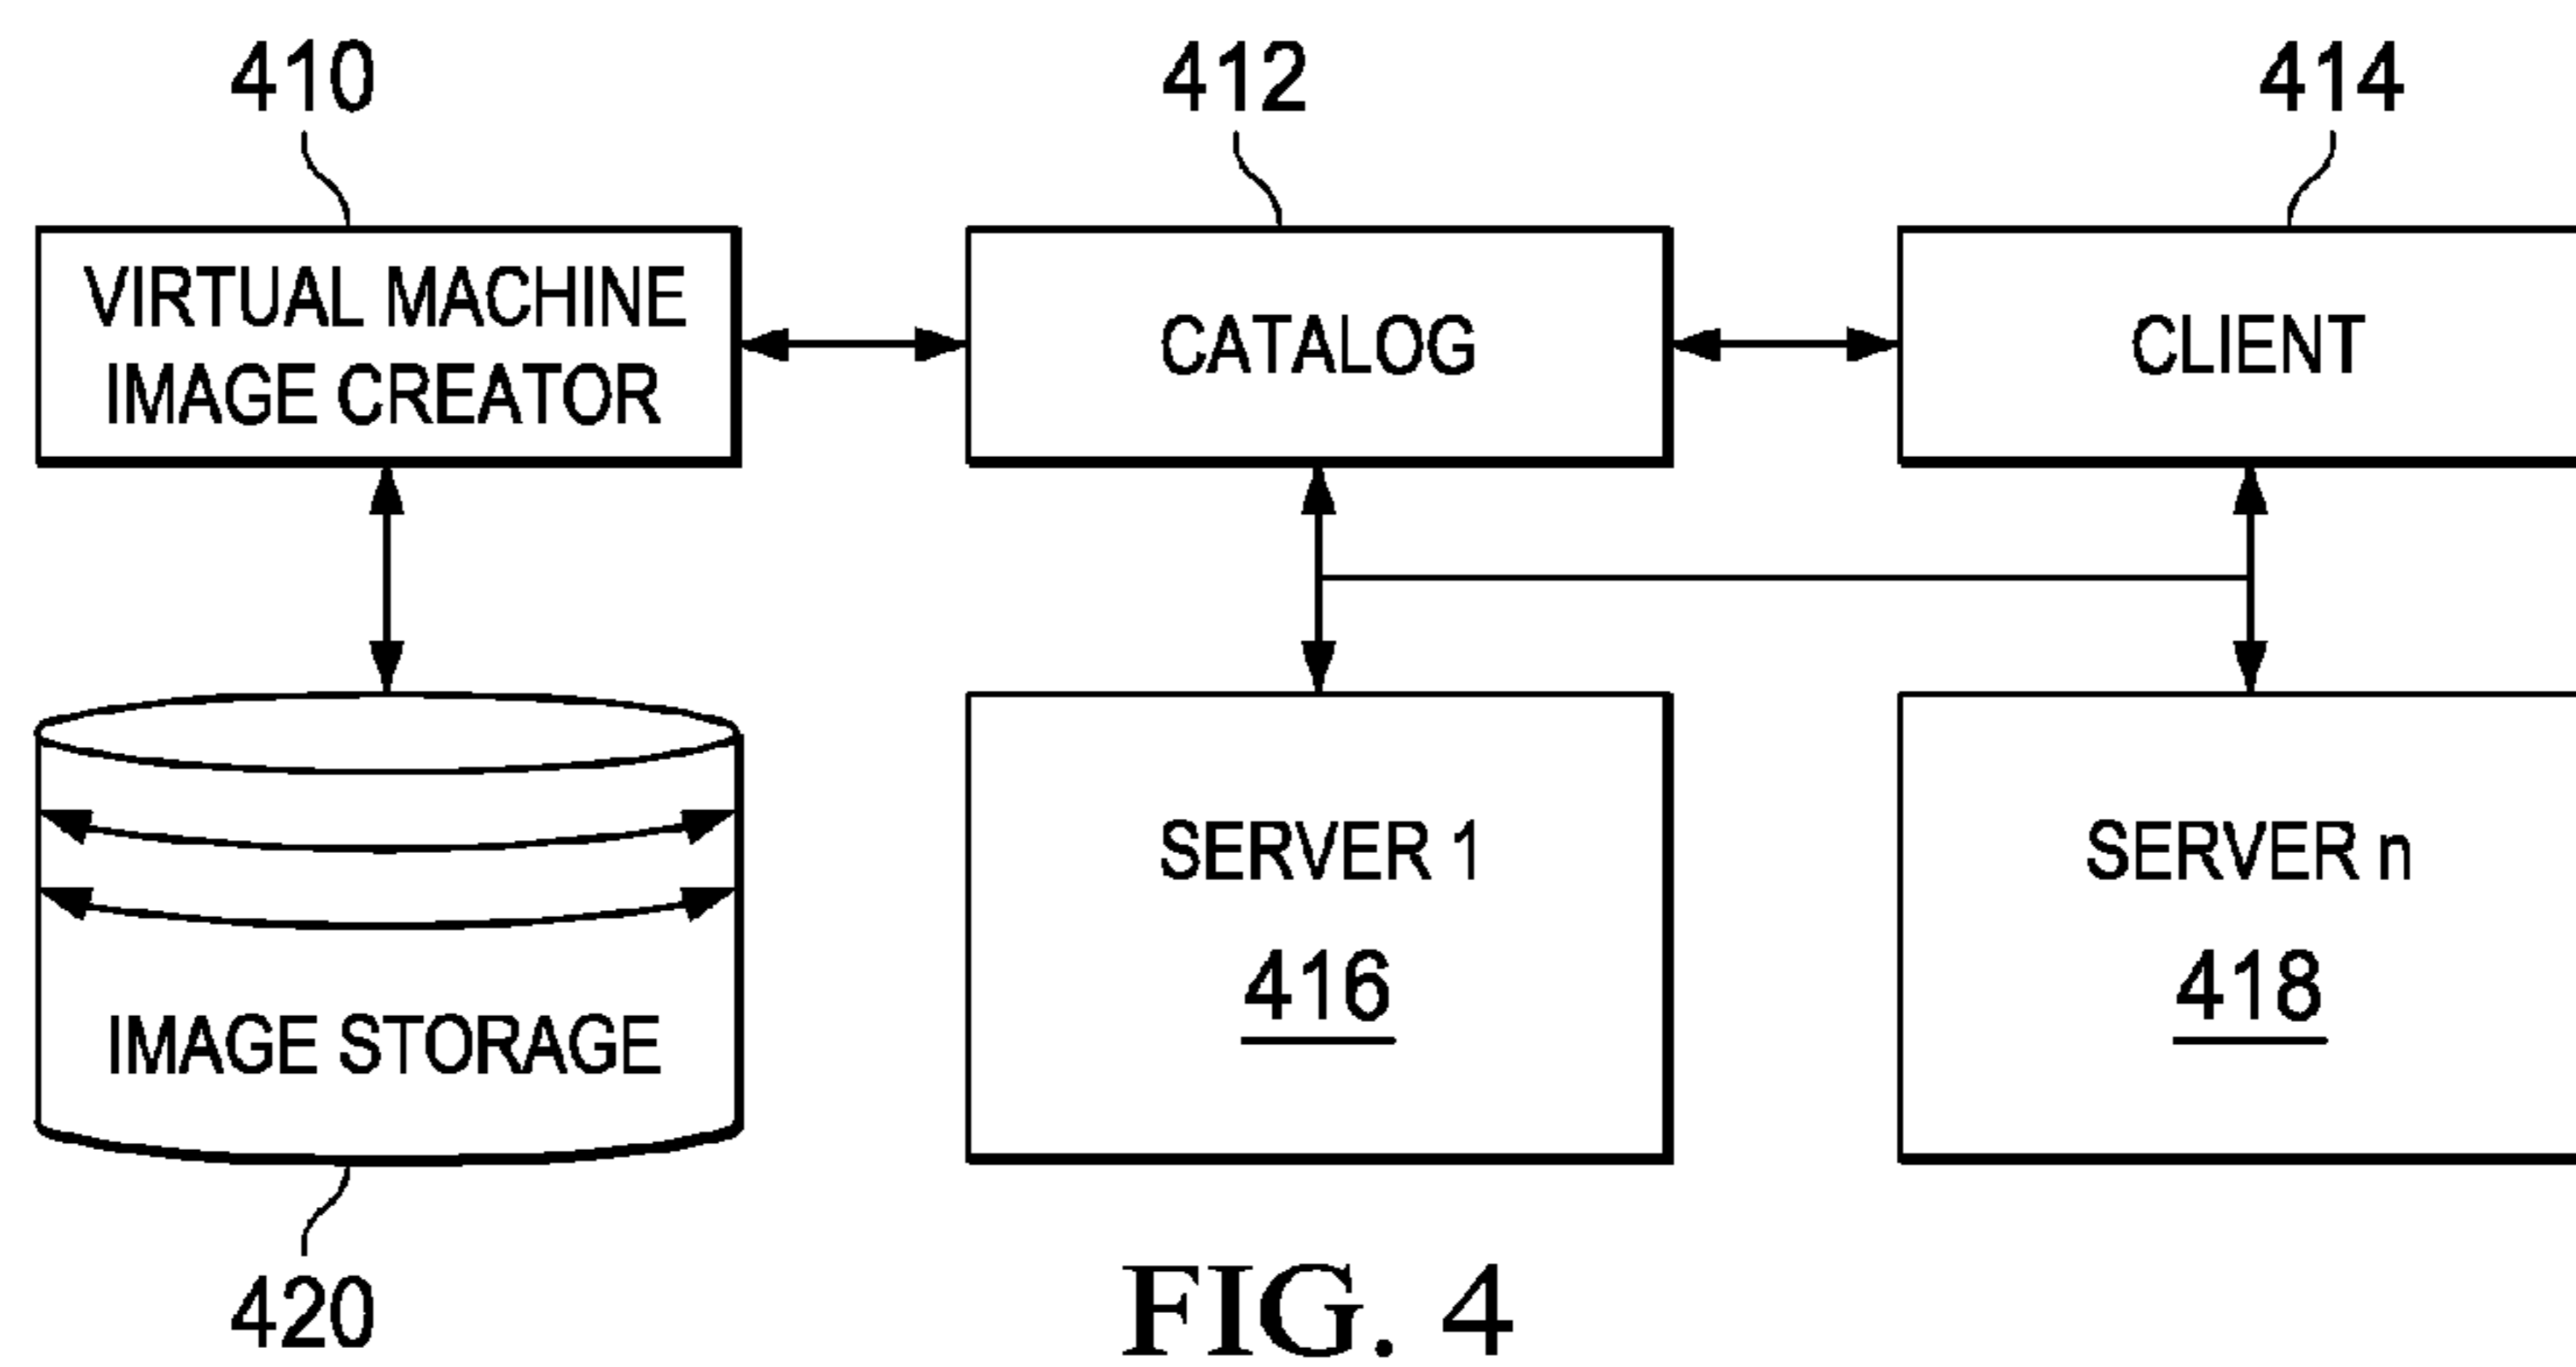 410
412
414
VIRTUAL MACHINE
IMAGE CREATOR
CATALOG
CLIENT
SERVER 1
416
SERVER n
418
IMAGE STORAGE
420
FIG. 4